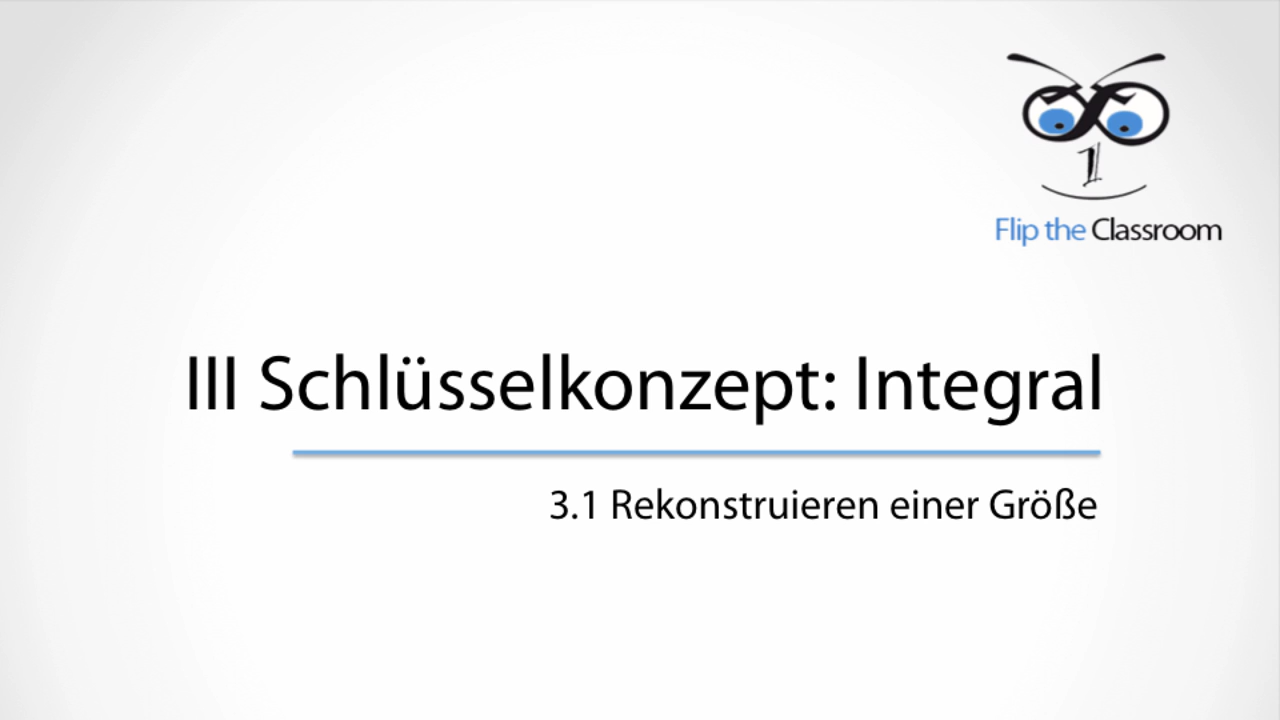 Flip the Classroom
III Schlüsselkonzept: Integral
3.1 Rekonstruieren einer Größe